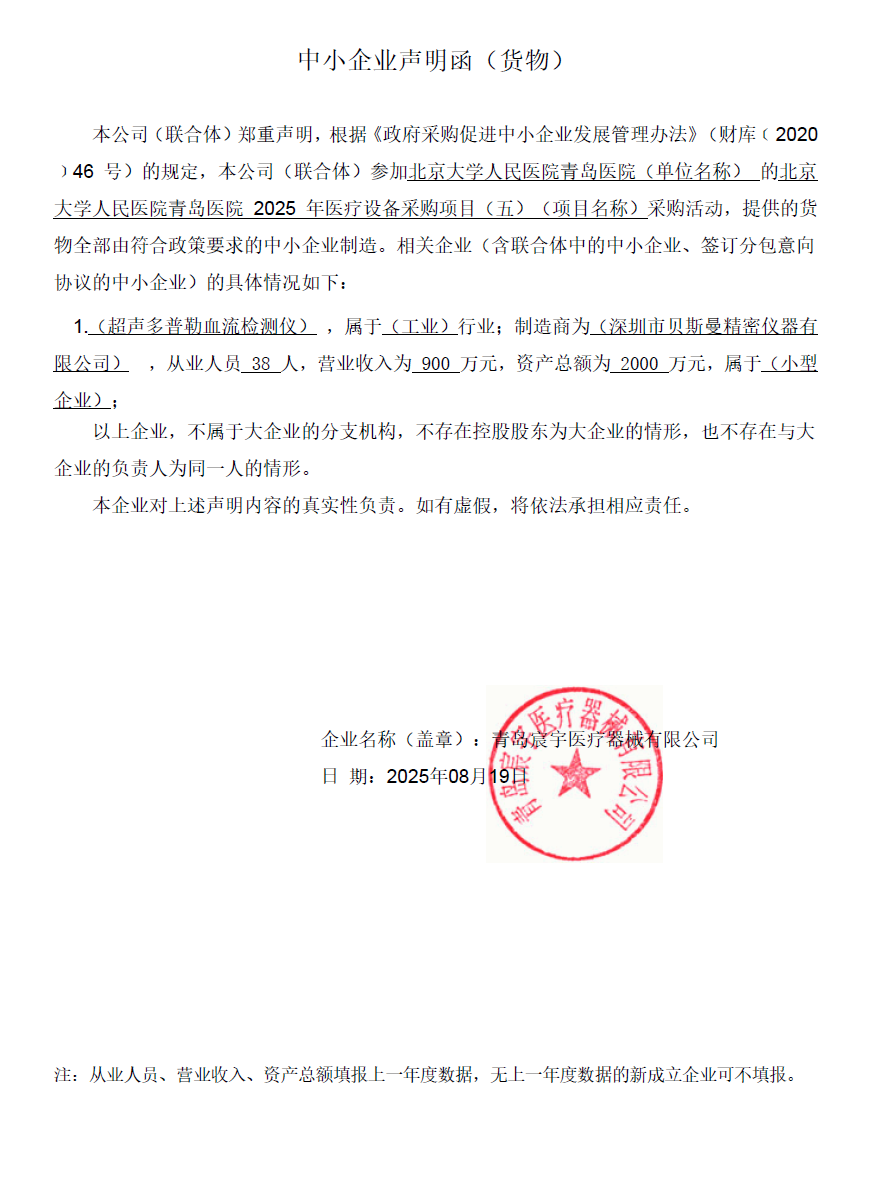 中小企业声明函（货物）
本公司（联合体）郑重声明，根据《政府采购促进中小企业发展管理办法》（财库﹝2020
﹞46 号）的规定，本公司（联合体）参加北京大学人民医院青岛医院（单位名称） 的北京
大学人民医院青岛医院 2025 年医疗设备采购项目（五）（项目名称）采购活动，提供的货
物全部由符合政策要求的中小企业制造。相关企业（含联合体中的中小企业、签订分包意向
协议的中小企业）的具体情况如下：
1.（超声多普勒血流检测仪） ，属于（工业）行业；制造商为（深圳市贝斯曼精密仪器有
限公司） ，从业人员 38 人，营业收入为 900 万元，资产总额为 2000 万元，属于（小型
企业）；
以上企业，不属于大企业的分支机构，不存在控股股东为大企业的情形，也不存在与大
企业的负责人为同一人的情形。
本企业对上述声明内容的真实性负责。如有虚假，将依法承担相应责任。
企业名称（盖章）：青岛宸宇医疗器械有限公司
日 期：2025年08月19日
青岛宸宇医疗器械有限公司
注：从业人员、营业收入、资产总额填报上一年度数据，无上一年度数据的新成立企业可不填报。